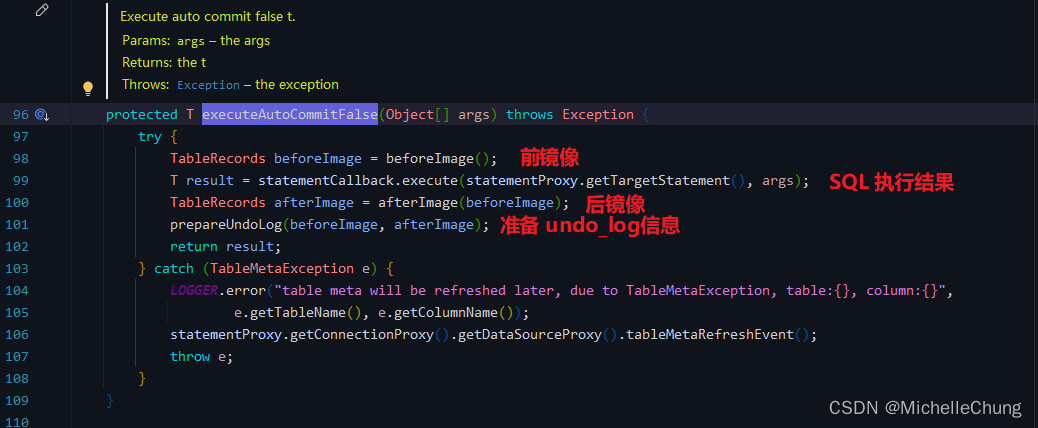 Execute auto commit false t.
Params: args – the args
Returns: the t
Throws: Exception – the exception
96 protected T executeAutoCommitFalse(Object[] args) throws Exception {
97 try {
98 TableRecords beforeImage = beforeImage(); 前镜像
99 T result = statementCallback.execute(statementProxy.getTargetStatement(), args); SQL 执行结果
100 TableRecords afterImage = afterImage(beforeImage); 后镜像
101 prepareUndoLog(beforeImage, afterImage); 准备 undo_log信息
102 return result;
103 } catch (TableMetaException e) {
104 LOGGER.error("table meta will be refreshed later, due to TableMetaException, table:{}, column:{}",
105 e.getTableName(), e.getColumnName());
106 statementProxy.getConnectionProxy().getDataSourceProxy().tableMetaRefreshEvent();
107 throw e;
108 }
109 }
110
CSDN @MichelleChung